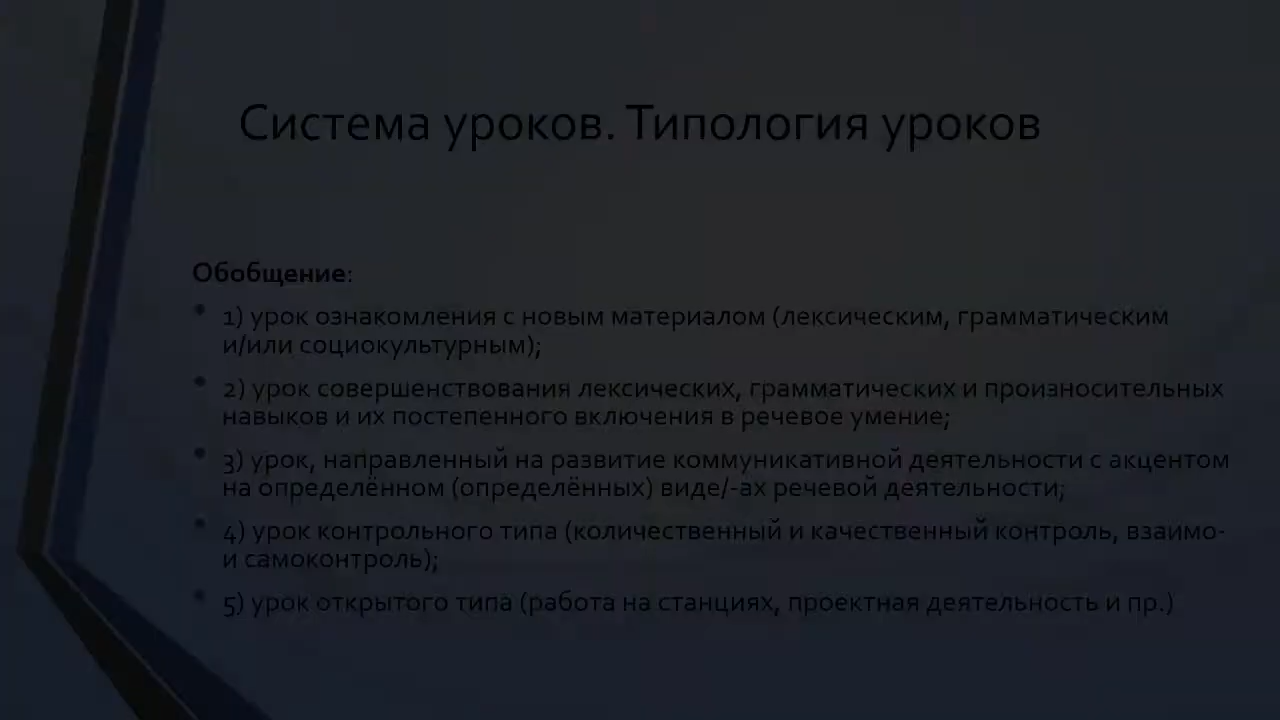 Система уроков. Типология уроков
Обобщение:
• 1) урок ознакомления с новым материалом (лексическим, грамматическим
и/или социокультурным);
• 2) урок совершенствования лексических, грамматических и произносительных
навыков и их постепенного включения в речевое умение;
• 3) урок, направленный на развитие коммуникативной деятельности с акцентом
на определённом (определённых) виде/-ах речевой деятельности;
• 4) урок контрольного типа (количественный и качественный контроль, взаимо-
и самоконтроль);
• 5) урок открытого типа (работа на станциях, проектная деятельность и пр.)